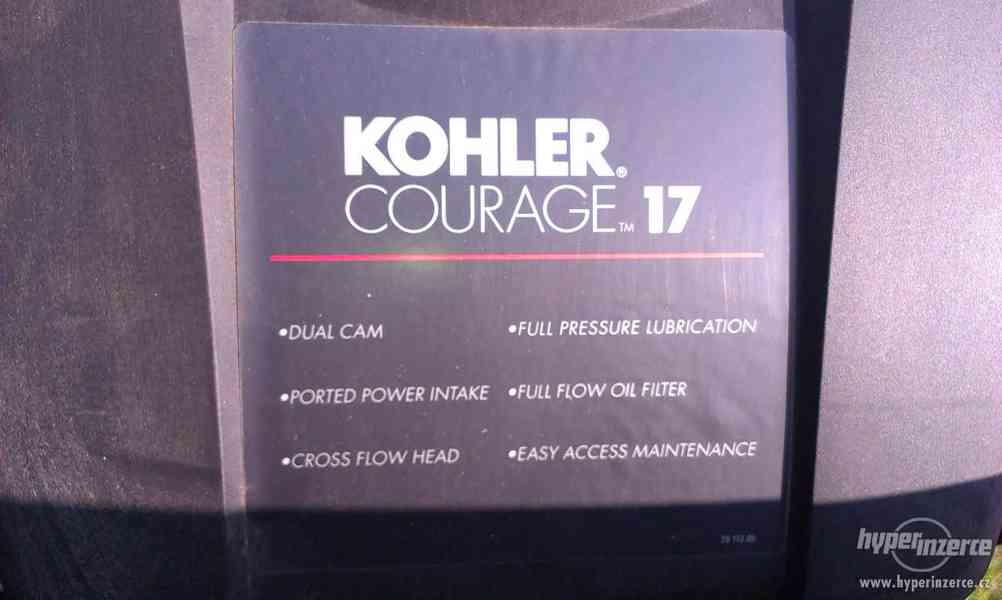 KOHLER®
COURAGE™ 17
•DUAL CAM
•FULL PRESSURE LUBRICATION
•PORTED POWER INTAKE
•FULL FLOW OIL FILTER
•CROSS FLOW HEAD
•EASY ACCESS MAINTENANCE
hyperinzerce
www.hyperinzerce.cz